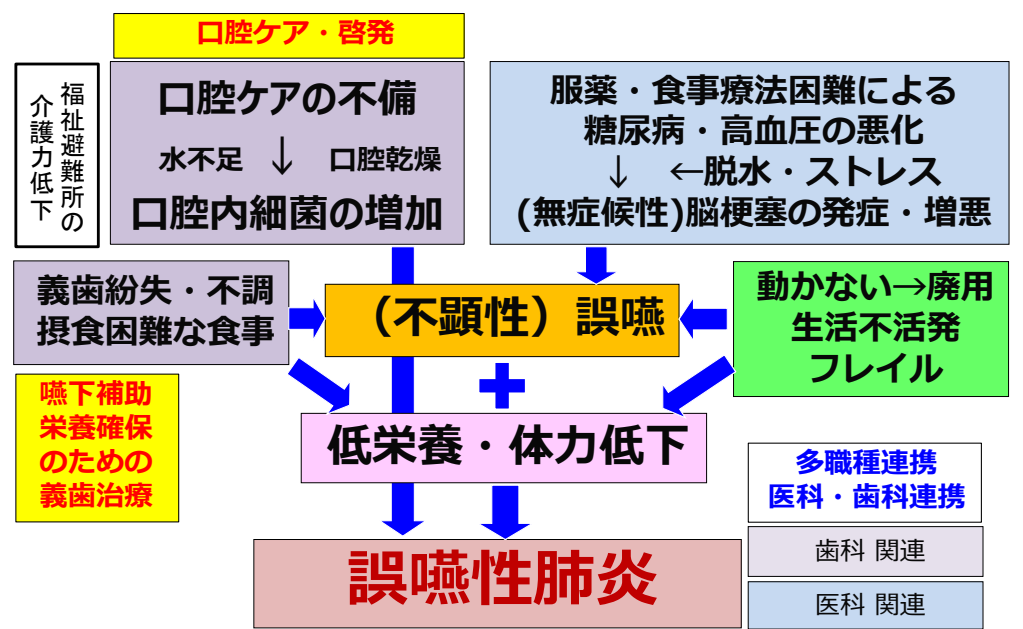 口腔ケア・啓発
福祉避難所の
介護力低下
口腔ケアの不備
水不足 ↓ 口腔乾燥
口腔内細菌の増加
服薬・食事療法困難による
糖尿病・高血圧の悪化
↓ ←脱水・ストレス
(無症候性)脳梗塞の発症・増悪
義歯紛失・不調
摂食困難な食事
（不顕性）誤嚥
動かない→廃用
生活不活発
フレイル
嚥下補助
栄養確保
のための
義歯治療
低栄養・体力低下
多職種連携
医科・歯科連携
歯科 関連
医科 関連
誤嚥性肺炎